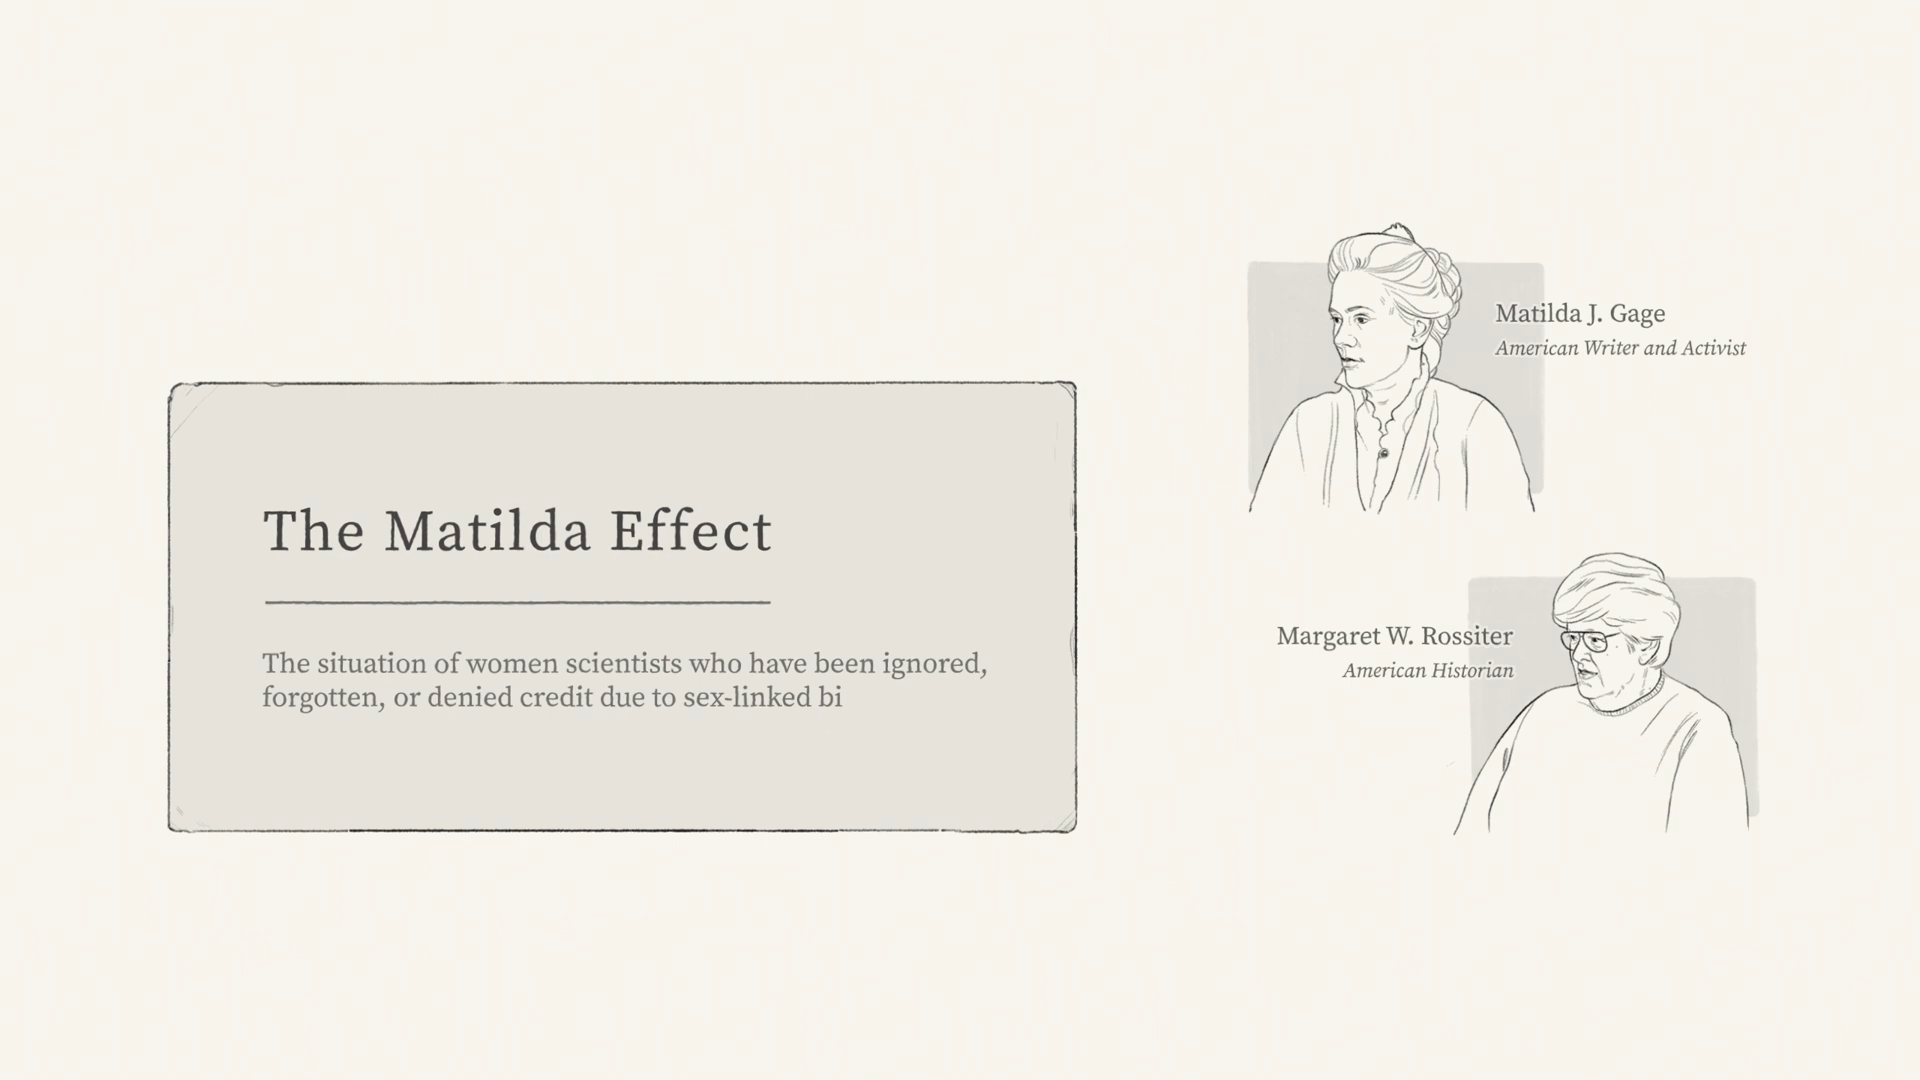 The Matilda Effect
The situation of women scientists who have been ignored,
forgotten, or denied credit due to sex-linked bi
Matilda J. Gage
American Writer and Activist
Margaret W. Rossiter
American Historian